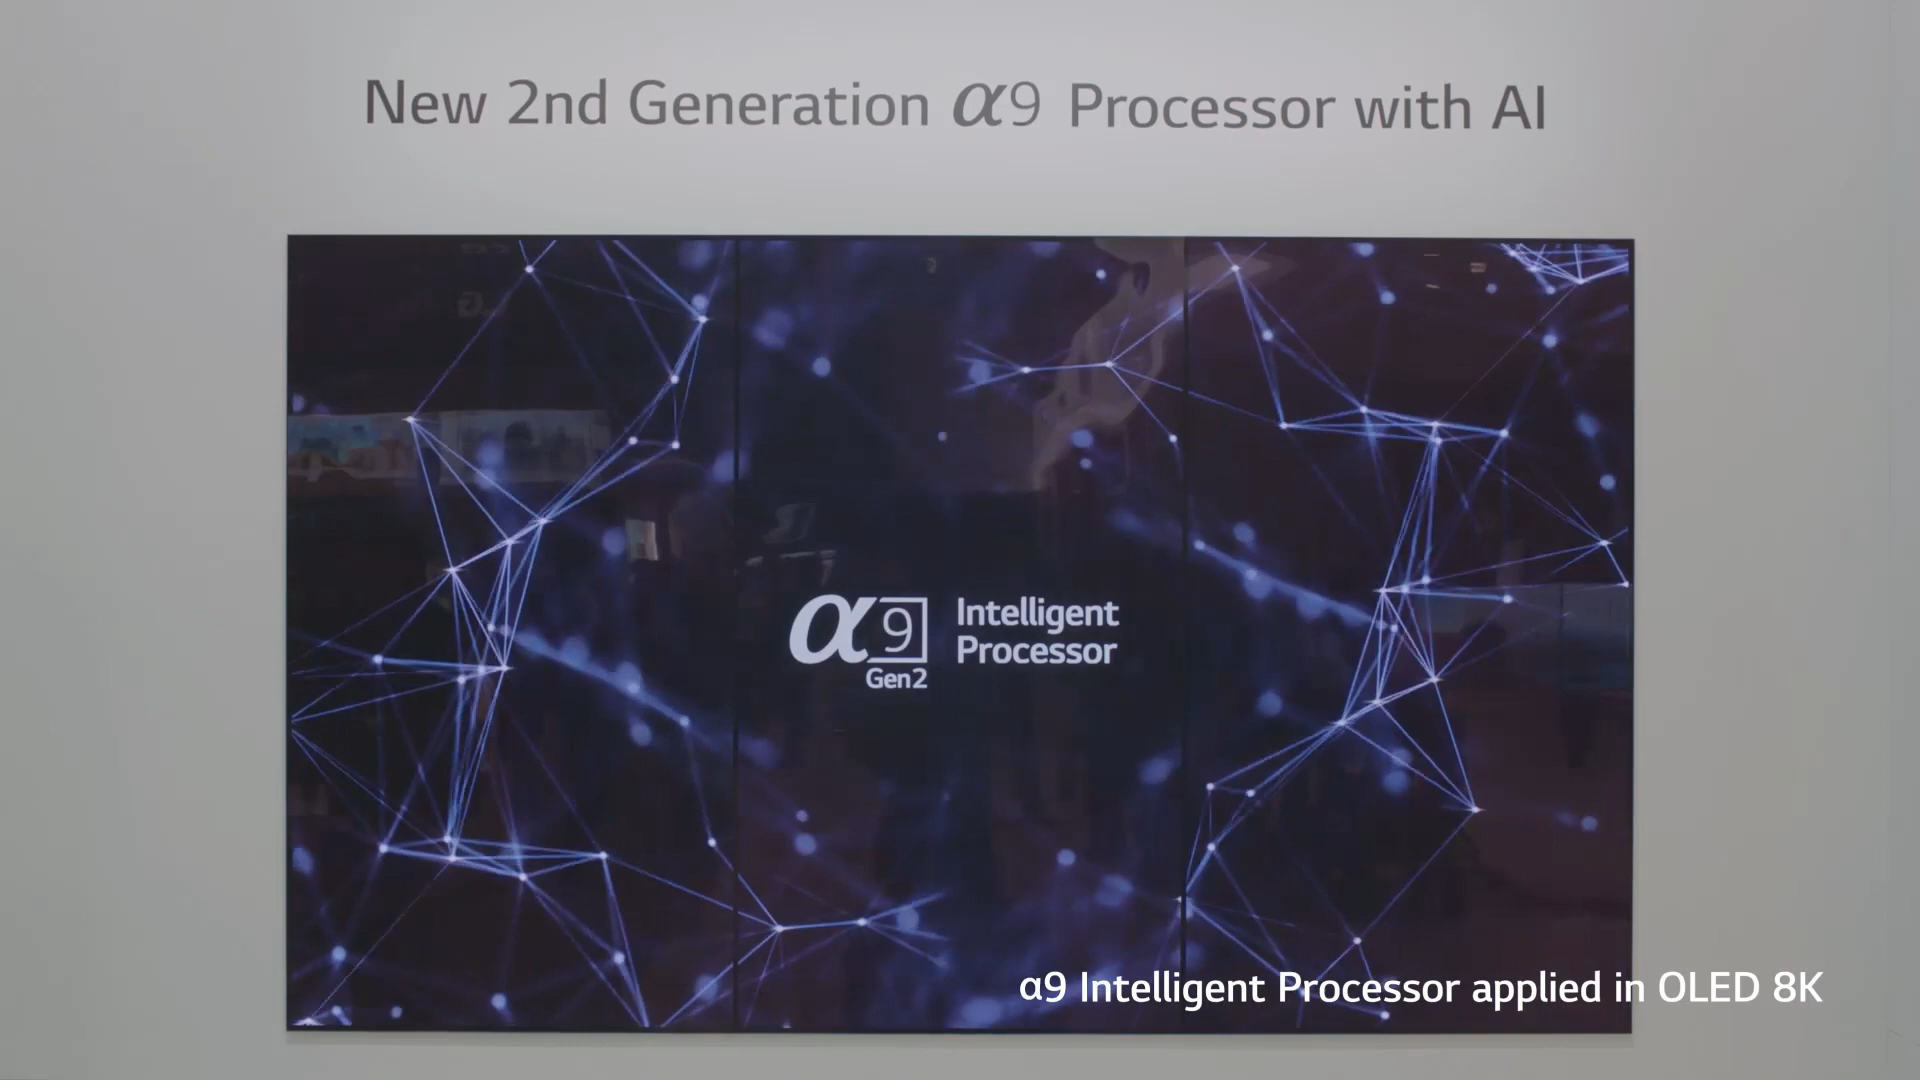 New 2nd Generation α9 Processor with AI
α9 Intelligent
Processor
Gen2
α9 Intelligent Processor applied in OLED 8K